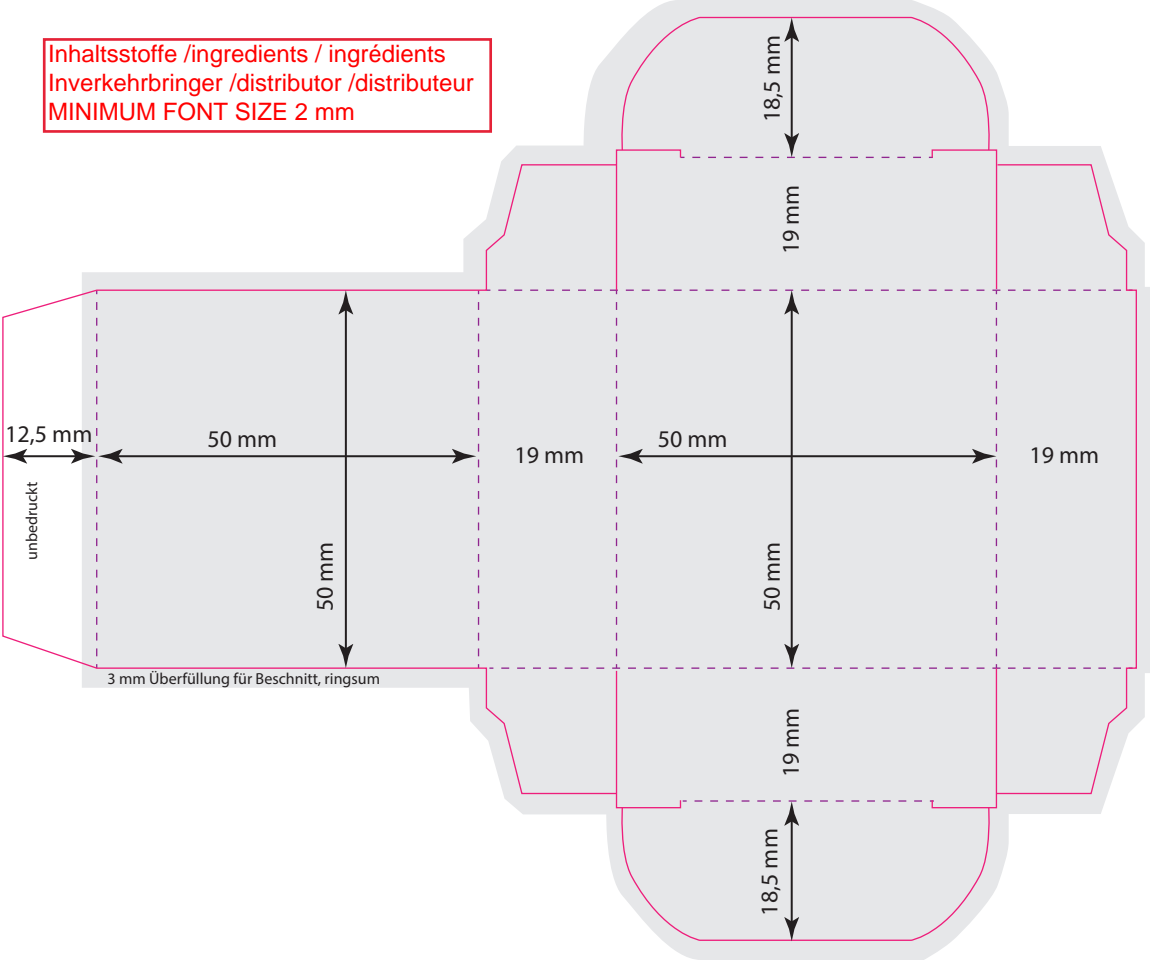 Inhaltsstoffe /ingredients / ingrédients
Inverkehrbringer /distributor /distributeur
MINIMUM FONT SIZE 2 mm
18,5 mm
19 mm
12,5 mm
50 mm
19 mm
50 mm
19 mm
unbedruckt
50 mm
50 mm
3 mm Überfüllung für Beschnitt, ringsum
19 mm
18,5 mm